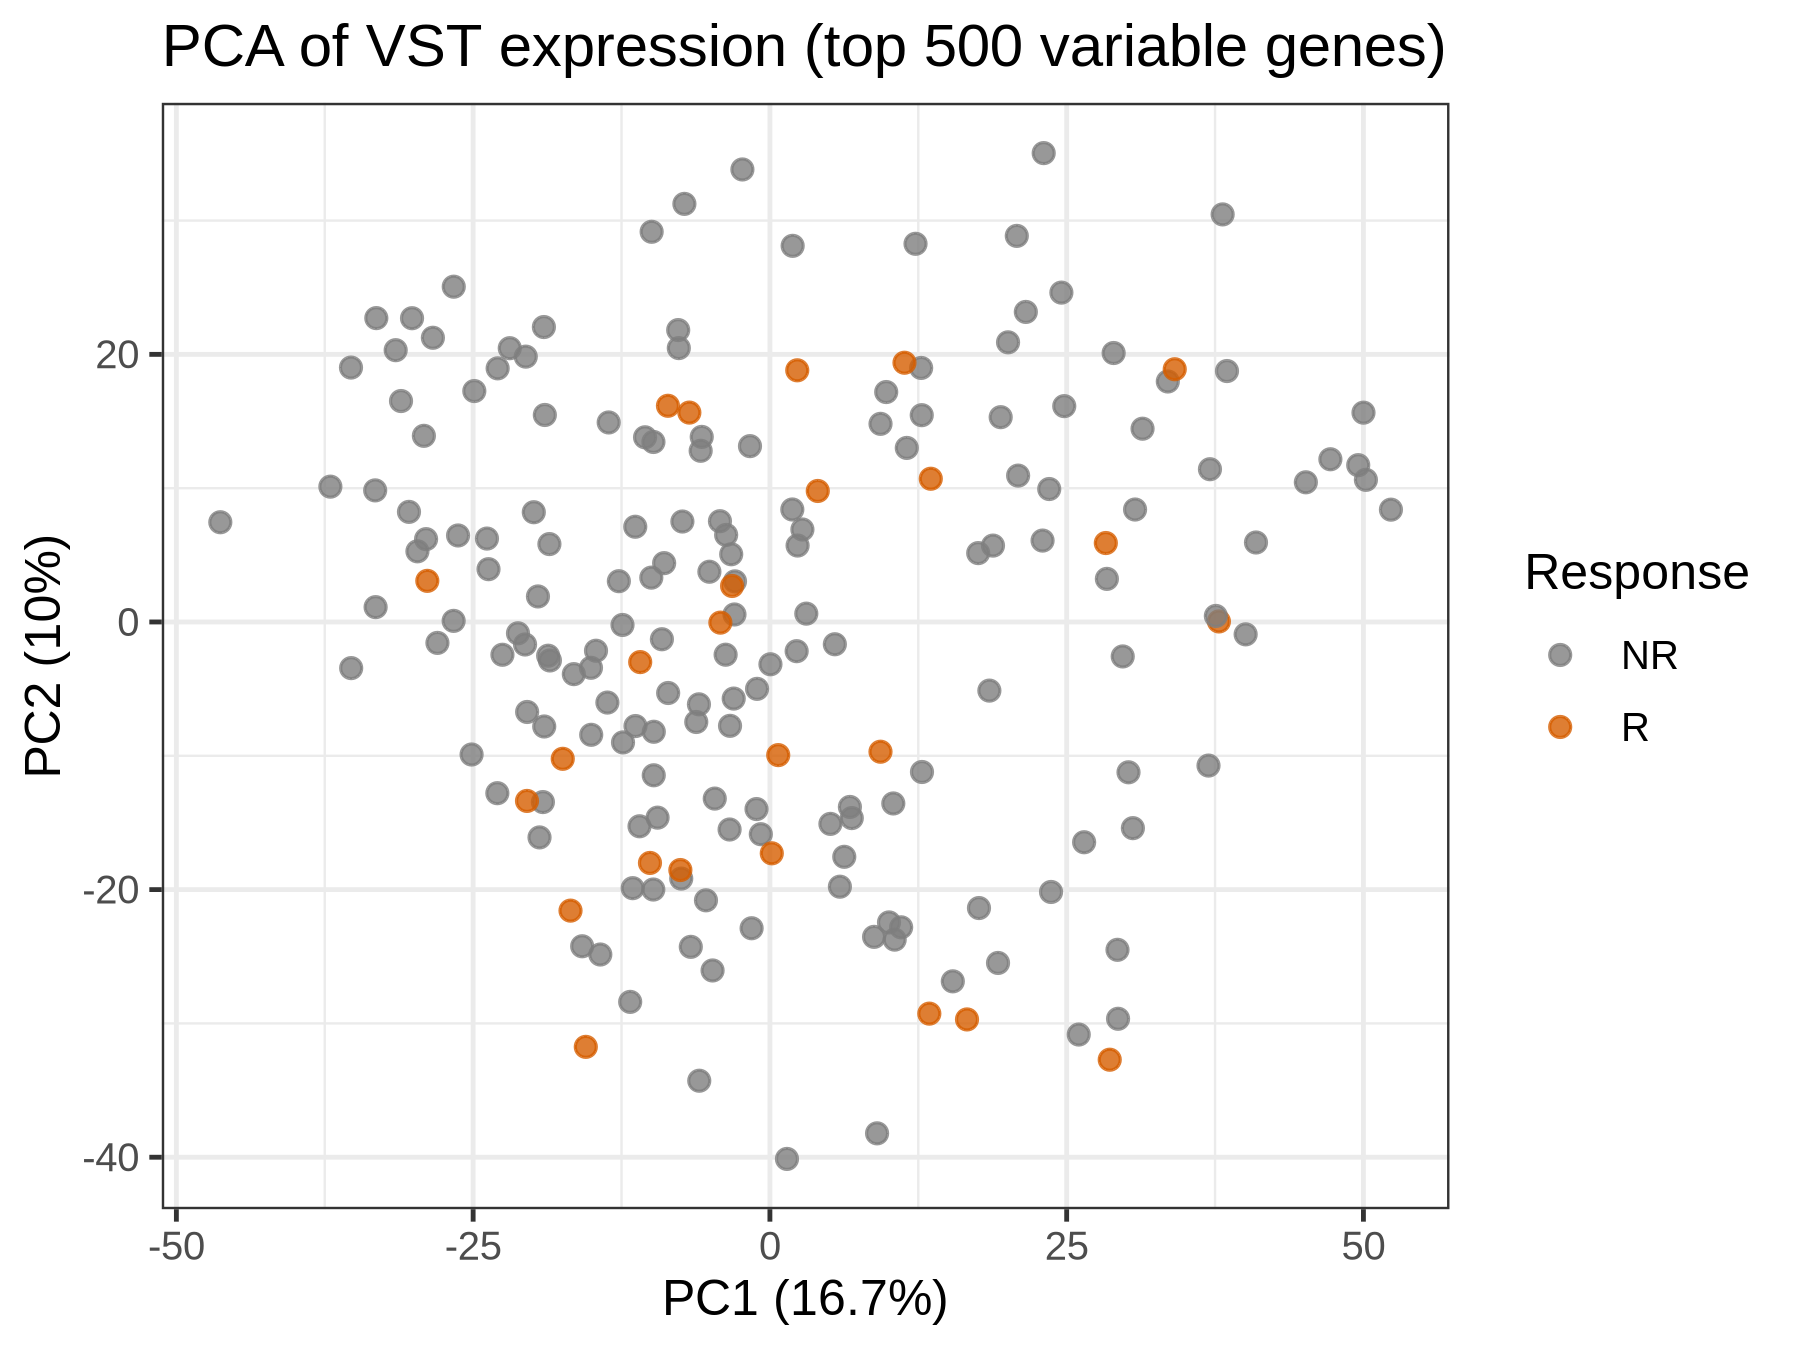 PCA of VST expression (top 500 variable genes)
PC2 (10%)
20
0
-20
-40
-50
-25
0
25
50
PC1 (16.7%)
Response
NR
R